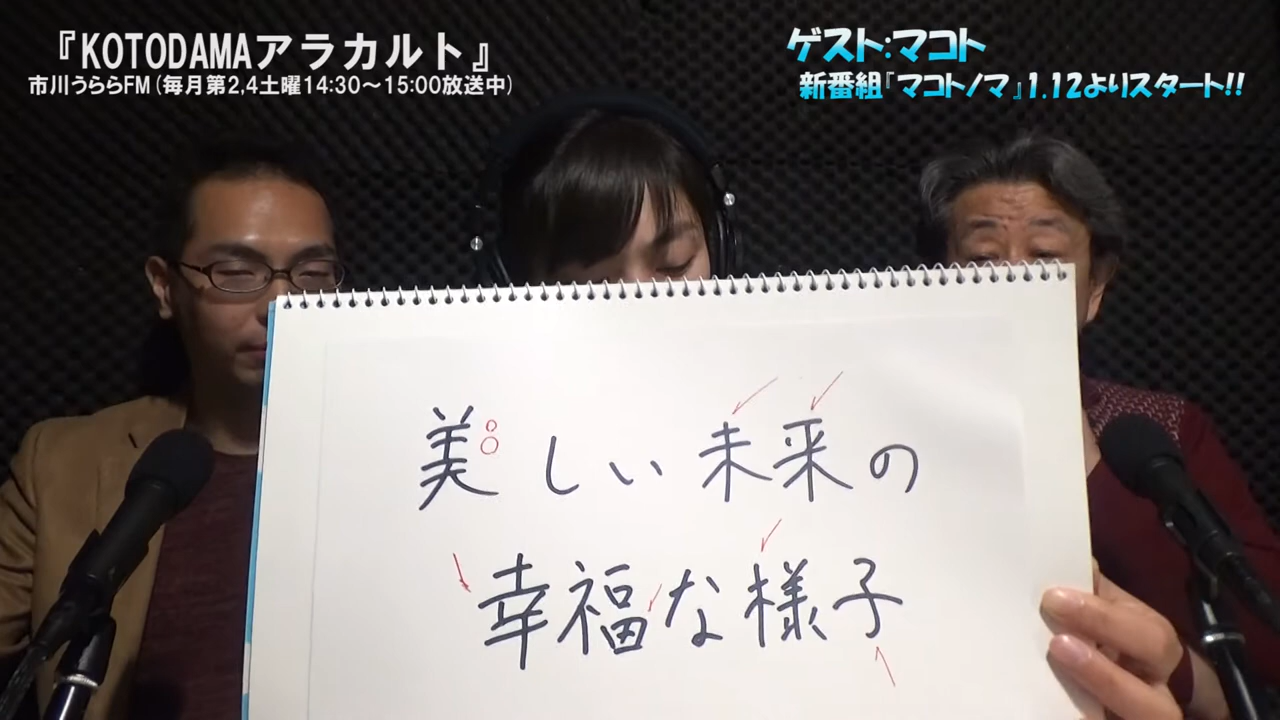 『KOTODAMAアラカルト』
市川うららFM(毎月第2,4土曜14:30～15:00放送中)
ゲスト:マコト
新番組『マコトノマ』1.12よりスタート!!
美しい未来の
幸福な様子